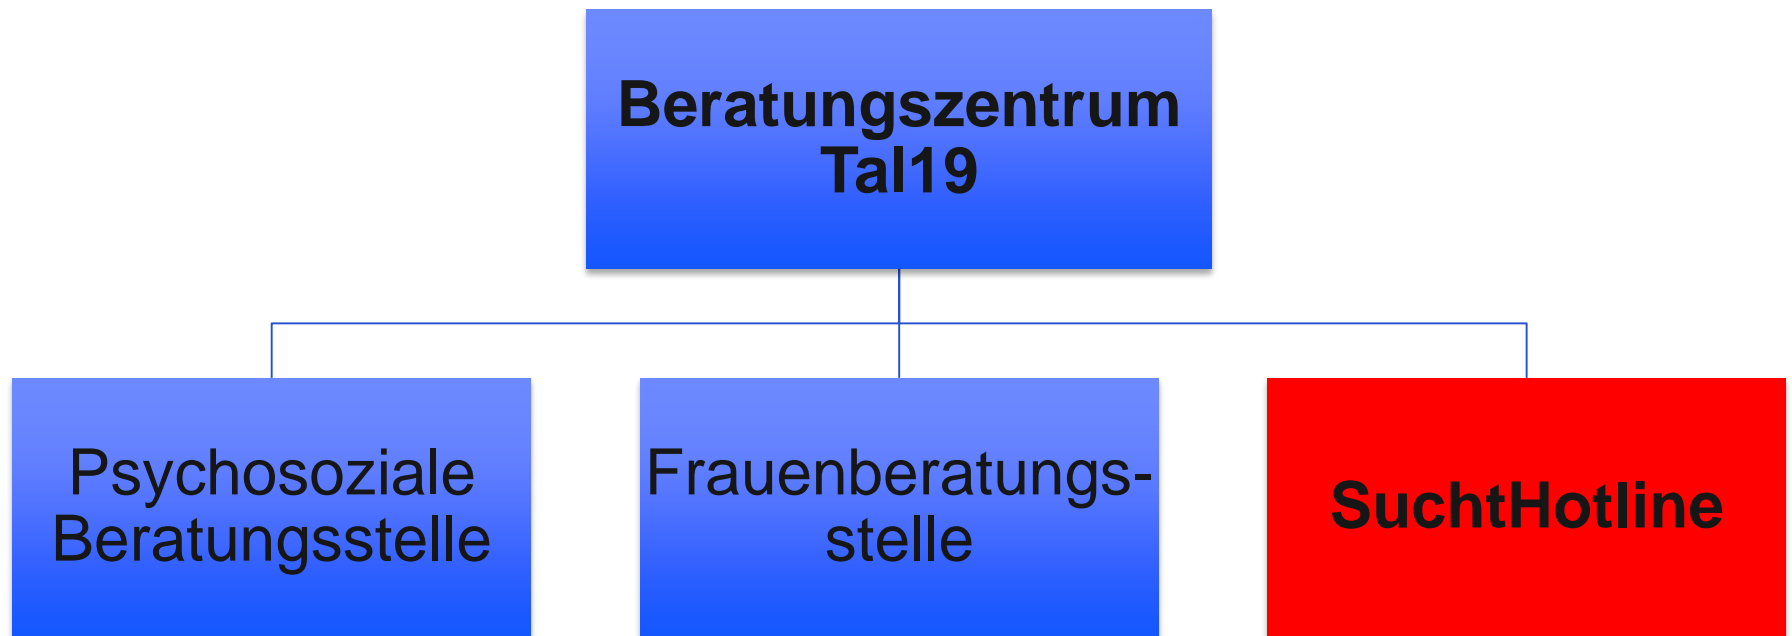 Beratungszentrum
Tal19
Psychosoziale
Beratungsstelle
Frauenberatungs-
stelle
SuchtHotline